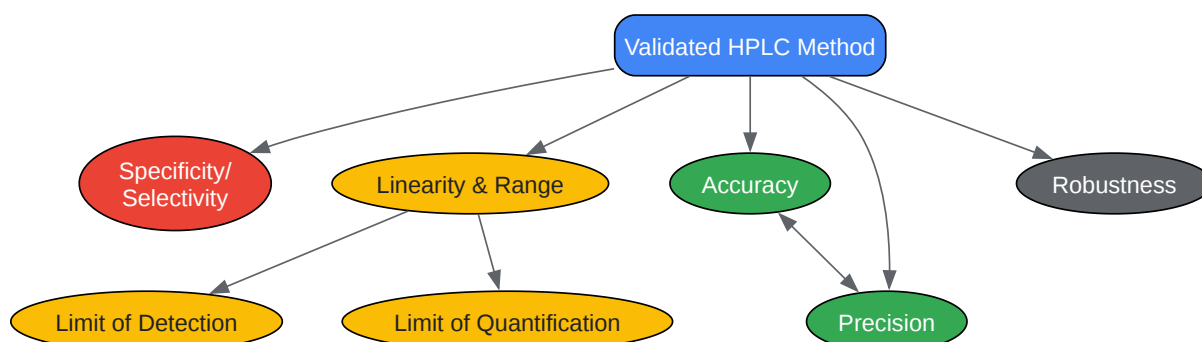 Validated HPLC Method
Specificity/
Selectivity
Linearity & Range
Accuracy
Robustness
Limit of Detection
Limit of Quantification
Precision